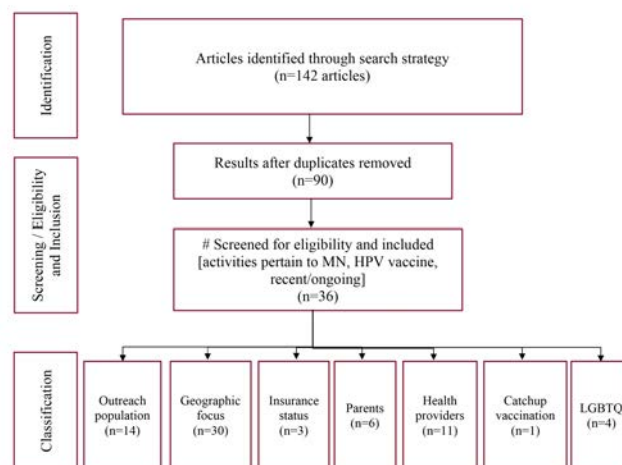 Identification
Articles identified through search strategy
(n=142 articles)
Screening / Eligibility
and Inclusion
Results after duplicates removed
(n=90)
# Screened for eligibility and included
[activities pertain to MN, HPV vaccine,
recent/ongoing]
(n=36)
Classification
Outreach
population
(n=14)
Geographic
focus
(n=30)
Insurance
status
(n=3)
Parents
(n=6)
Health
providers
(n=11)
Catchup
vaccination
(n=1)
LGBTQ
(n=4)